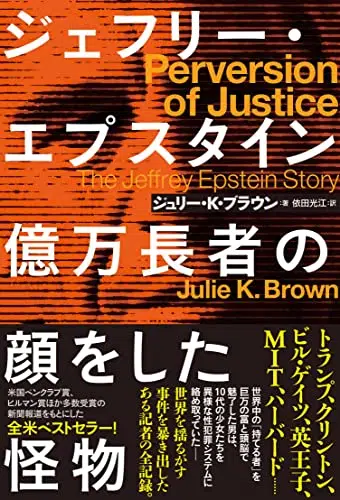 ジェフリー・
Perversion
of Justice
エプスタイン
The Jeffrey Epstein Story
ジュリー・K・ブラウン:著 依田光江:訳
億万長者の
Julie K. Brown
顔をした
米国ペンクラブ賞、
ヒルマン賞ほか多数受賞の
新聞報道をもとにした
全米ベストセラー!
怪物
トランプ、クリントン、
ビル・ゲイツ、英王子、
MIT、ハーバード……
世界中の「持てる者」を
巨万の富と頭脳で
魅了した男は、
10代の少女たちを
異様な性犯罪システムに
絡め取っていた――
世界を揺るがす
事件を暴き出した
ある記者の全記録。